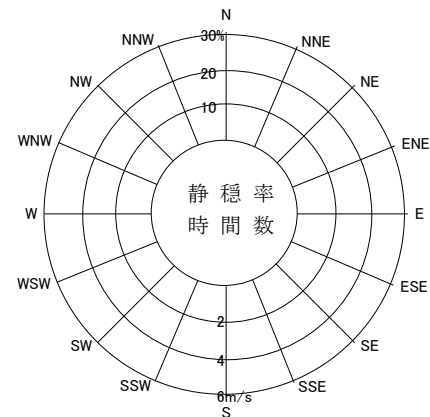 N
NNW
30%
NNE
NW
20
NE
10
WNW
ENE
静穏率
W
E
時間数
WSW
ESE
2
SW
4
SE
SSW
6m/s
SSE
S